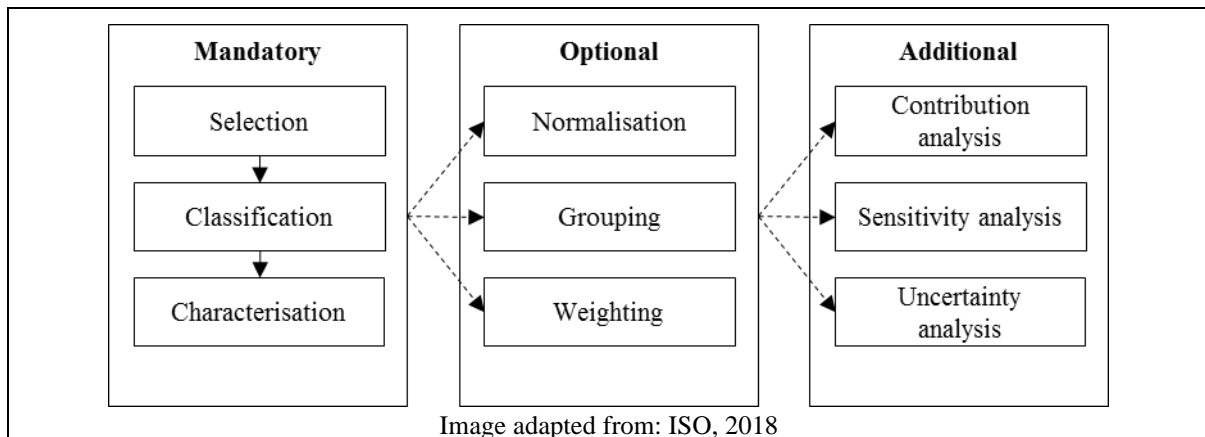 Mandatory
Selection
Classification
Characterisation
Optional
Normalisation
Grouping
Weighting
Additional
Contribution
analysis
Sensitivity analysis
Uncertainty
analysis
Image adapted from: ISO, 2018